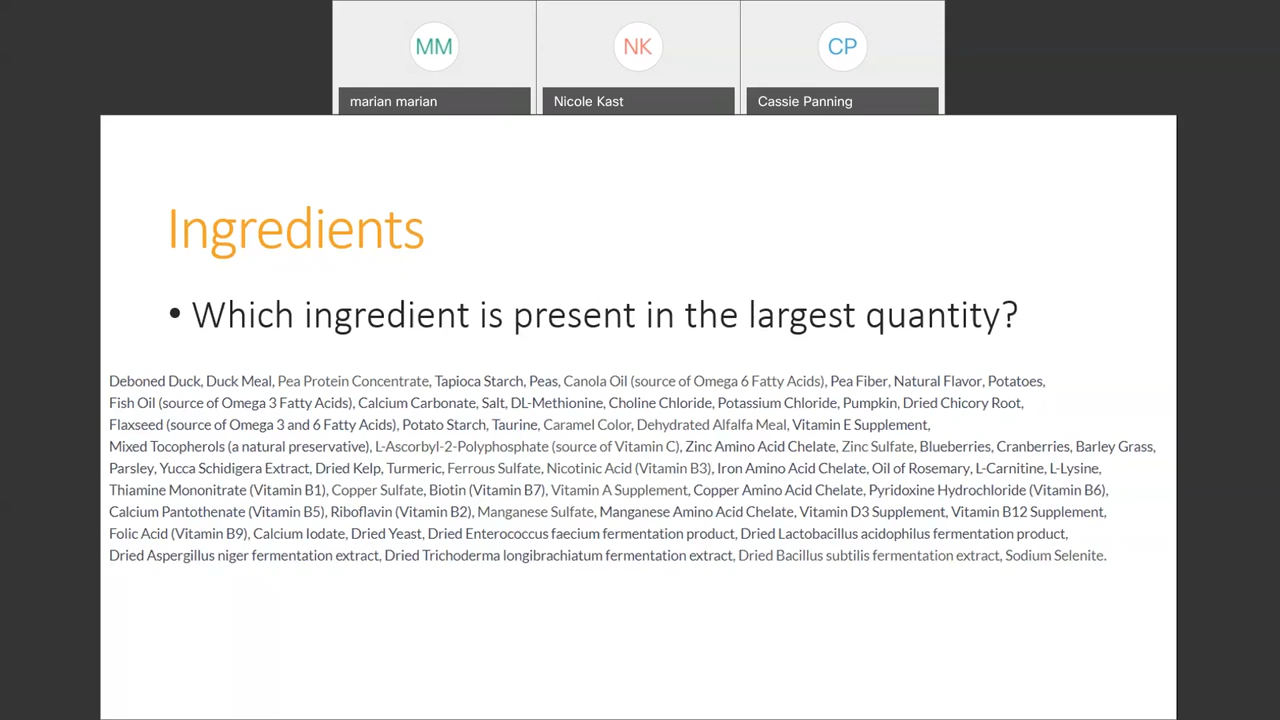 MM
NK
CP
marian marian
Nicole Kast
Cassie Panning
Ingredients
• Which ingredient is present in the largest quantity?
Deboned Duck, Duck Meal, Pea Protein Concentrate, Tapioca Starch, Peas, Canola Oil (source of Omega 6 Fatty Acids), Pea Fiber, Natural Flavor, Potatoes,
Fish Oil (source of Omega 3 Fatty Acids), Calcium Carbonate, Salt, DL-Methionine, Choline Chloride, Potassium Chloride, Pumpkin, Dried Chicory Root,
Flaxseed (source of Omega 3 and 6 Fatty Acids), Potato Starch, Taurine, Caramel Color, Dehydrated Alfalfa Meal, Vitamin E Supplement,
Mixed Tocopherols (a natural preservative), L-Ascorbyl-2-Polyphosphate (source of Vitamin C), Zinc Amino Acid Chelate, Zinc Sulfate, Blueberries, Cranberries, Barley Grass,
Parsley, Yucca Schidigera Extract, Dried Kelp, Turmeric, Ferrous Sulfate, Nicotinic Acid (Vitamin B3), Iron Amino Acid Chelate, Oil of Rosemary, L-Carnitine, L-Lysine,
Thiamine Mononitrate (Vitamin B1), Copper Sulfate, Biotin (Vitamin B7), Vitamin A Supplement, Copper Amino Acid Chelate, Pyridoxine Hydrochloride (Vitamin B6),
Calcium Pantothenate (Vitamin B5), Riboflavin (Vitamin B2), Manganese Sulfate, Manganese Amino Acid Chelate, Vitamin D3 Supplement, Vitamin B12 Supplement,
Folic Acid (Vitamin B9), Calcium Iodate, Dried Yeast, Dried Enterococcus faecium fermentation product, Dried Lactobacillus acidophilus fermentation product,
Dried Aspergillus niger fermentation extract, Dried Trichoderma longibrachiatum fermentation extract, Dried Bacillus subtilis fermentation extract, Sodium Selenite.